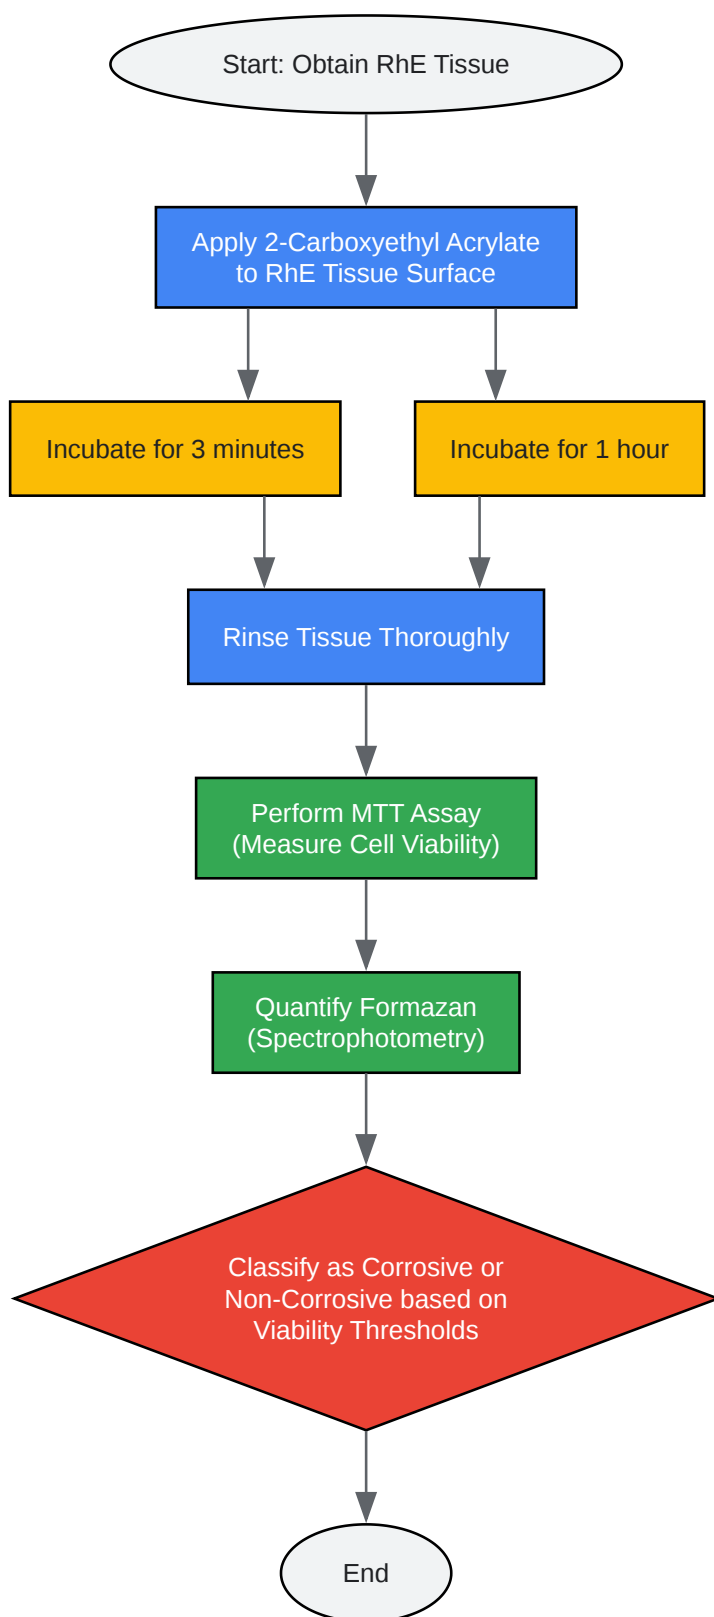 Start: Obtain RhE Tissue
Apply 2-Carboxyethyl Acrylate
to RhE Tissue Surface
Incubate for 3 minutes
Incubate for 1 hour
Rinse Tissue Thoroughly
Perform MTT Assay
(Measure Cell Viability)
Quantify Formazan
(Spectrophotometry)
Classify as Corrosive or
Non-Corrosive based on
Viability Thresholds
End